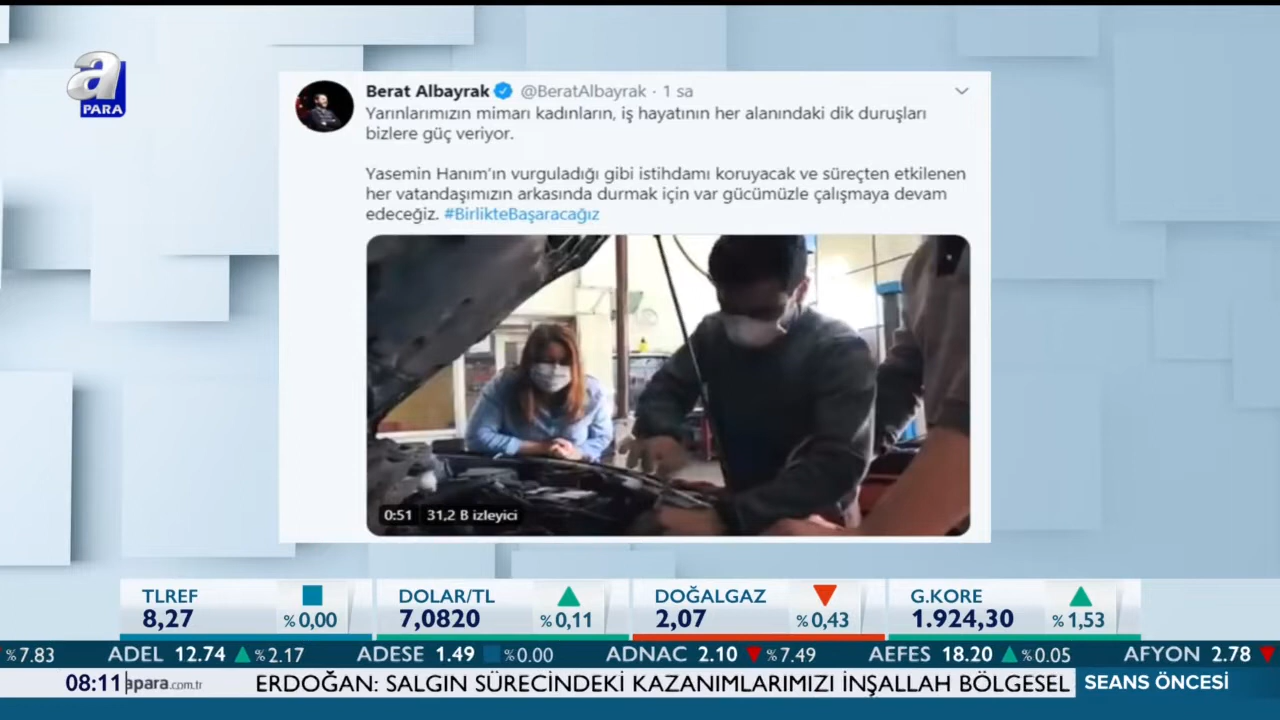 a
PARA
Berat Albayrak @BeratAlbayrak · 1 sa
Yarınlarımızın mimarı kadınların, iş hayatının her alanındaki dik duruşları
bizlere güç veriyor.
Yasemin Hanım'ın vurguladığı gibi istihdamı koruyacak ve süreçten etkilenen
her vatandaşımızın arkasında durmak için var gücümüzle çalışmaya devam
edeceğiz. #BirlikteBaşaracağız
0:51 31,2 B izleyici
TLREF
8,27 %0,00
DOLAR/TL
7,0820 %0,11
DOĞALGAZ
2,07 %0,43
G.KORE
1.924,30 %1,53
%7.83 ADEL 12.74 %2.17 ADESE 1.49 %0.00 ADNAC 2.10 %7.49 AEFES 18.20 %0.05 AFYON 2.78
08:11 apara.com.tr ERDOĞAN: SALGIN SÜRECİNDEKİ KAZANIMLARIMIZI İNŞALLAH BÖLGESEL SEANS ÖNCESİ